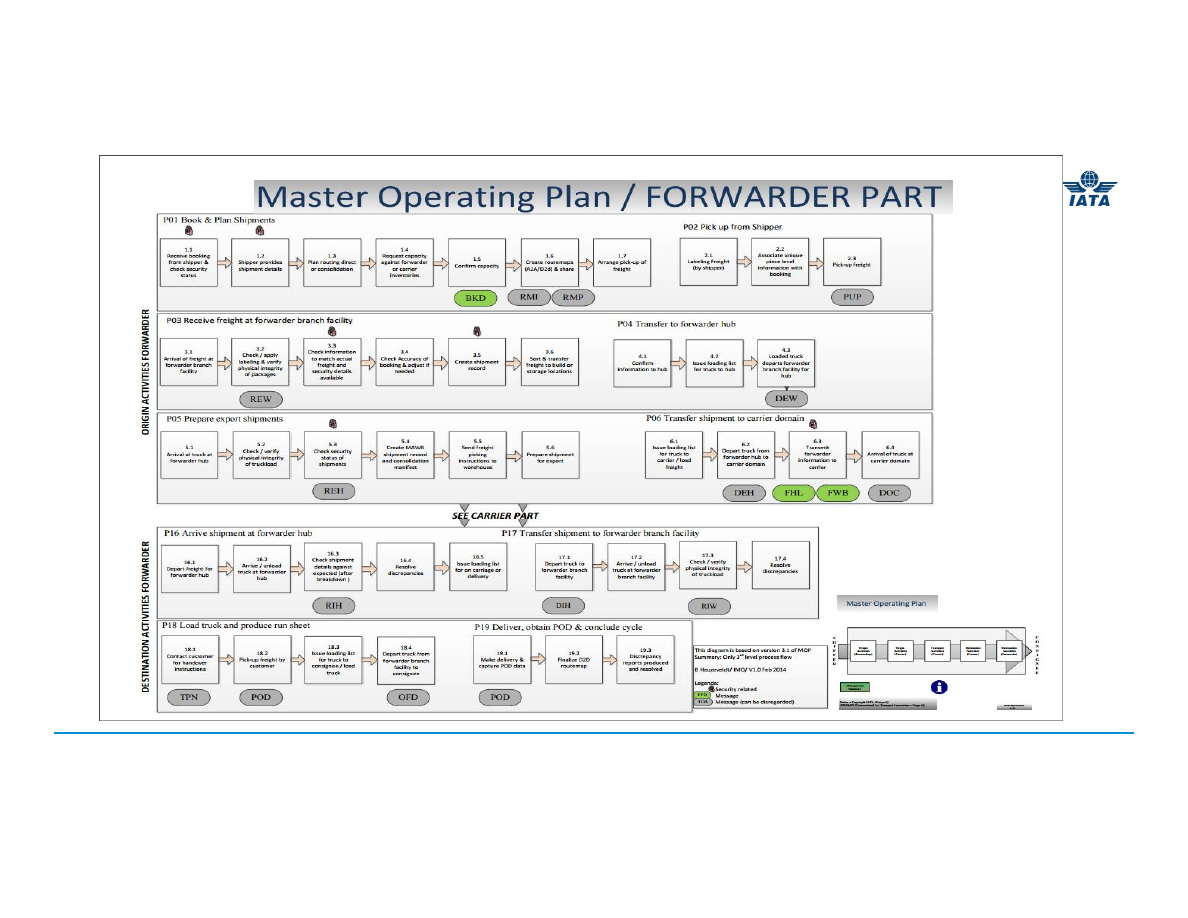 Master Operating Plan / FORWARDER PART
IATA
ORIGIN ACTIVITIES FORWARDER
P01 Book & Plan Shipments
1.1
Receive booking
from shipper &
check security
status
1.2
Shipper provides
shipment details
1.3
Plan routing direct
or consolidation
1.4
Request capacity
against forwarder
or carrier
inventories
1.5
Confirm capacity
1.6
Create routemaps
(A2A/D2d) & share
1.7
Arrange pick-up of
freight
BKD
RMI
RMP
P02 Pick up from Shipper
2.1
Labeling Freight
(by shipper)
2.2
Associate unique
piece level
information with
booking
2.3
Pick-up freight
PUP
P03 Receive freight at forwarder branch facility
3.1
Arrival of freight at
forwarder branch
facility
3.2
Check / apply
labeling & verify
physical integrity
of packages
3.3
Check information
to match actual
freight and
security details
available
3.4
Check Accuracy of
booking & adjust if
needed
3.5
Create shipment
record
3.6
Sort & transfer
freight to build or
storage locations
REW
P04 Transfer to forwarder hub
4.1
Confirm
information to hub
4.2
Issue loading list
for truck to hub
4.3
Loaded truck
departs forwarder
branch facility for
hub
DEW
P05 Prepare export shipments
5.1
Arrival of truck at
forwarder hub
5.2
Check / verify
physical integrity
of truckload
5.3
Check security
status of
shipments
5.4
Create MAWB
shipment record
and consolidation
manifest
5.5
Send freight
picking
instructions to
warehouse
5.6
Prepare shipment
for export
REH
P06 Transfer shipment to carrier domain
6.1
Issue loading list
for truck to
carrier / load
freight
6.2
Depart truck from
forwarder hub to
carrier domain
6.3
Transmit
forwarder
information to
carrier
6.4
Arrival of truck at
carrier domain
DEH
FHL
FWB
DOC
SEE CARRIER PART
DESTINATION ACTIVITIES FORWARDER
P16 Arrive shipment at forwarder hub
16.1
Depart freight for
forwarder hub
16.2
Arrive / unload
truck at forwarder
hub
16.3
Check shipment
details against
expected (after
breakdown )
16.4
Resolve
discrepancies
16.5
Issue loading list
for on carriage or
delivery
RIH
P17 Transfer shipment to forwarder branch facility
17.1
Depart truck to
forwarder branch
facility
17.2
Arrive / unload
truck at forwarder
branch facility
17.3
Check / verify
physical integrity
of truckload
17.4
Resolve
discrepancies
DIH
RIW
P18 Load truck and produce run sheet
18.1
Contact customer
for handover
instructions
18.2
Pick-up freight by
customer
18.3
Issue loading list
for truck to
consignee / load
truck
18.4
Depart truck from
forwarder branch
facility to
consignee
TPN
POD
OFD
P19 Deliver, obtain POD & conclude cycle
19.1
Make delivery &
capture POD data
19.2
Finalize D2D
routemap
19.3
Discrepancy
reports produced
and resolved
POD
This diagram is based on version 3.1 of MOP
Summary: Only 2nd level process flow
B Heuzeveldt/ IMO/ V1.0 Feb 2014
Legends:
Security related
Message
Message (can be disregarded)
Master Operating Plan
SHIPPER
CONSIGNEE